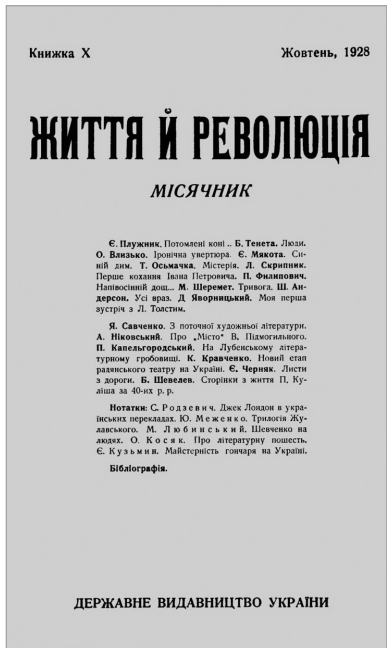 Книжка X Жовтень, 1928
ЖИТТЯ Й РЕВОЛЮЦІЯ
МІСЯЧНИК
Є. Плужник. Потомлені коні .. Б. Тенета. Люди.
О. Влизько. Іронічна увертюра. Є. Мякота. Си-
ній дим. Т. Осьмачка. Містерія. Л. Скрипник.
Перше кохання Івана Петровича. П. Филипович.
Напівосінній дощ... М. Шеремет. Тривога. Ш. Ан-
дерсон. Усі враз. Д Яворницький. Моя перша
зустріч з Л. Толстим.
Я. Савченко. З поточної художньої літератури.
А. Ніковський. Про „Місто" В, Підмогильного.
П. Капельгородський. На Лубенському літера-
турному гробовищі. К. Кравченко. Новий етап
радянського театру на Україні. Є. Черняк. Листи
з дороги. Б. Шевелев. Сторінки з життя П. Ку-
ліша за 40-их р. р.
Нотатки: С. Родзевич. Джек Лондон в укра-
їнських перекладах. Ю. Меженко. Трилогія Жу-
лавського. М. Любинський. Шевченко на
людях. О. Косяк. Про літературну пошесть.
Є. Кузьмин. Майстерність гончаря на Україні.
Бібліографія.
ДЕРЖАВНЕ ВИДАВНИЦТВО УКРАЇНИ